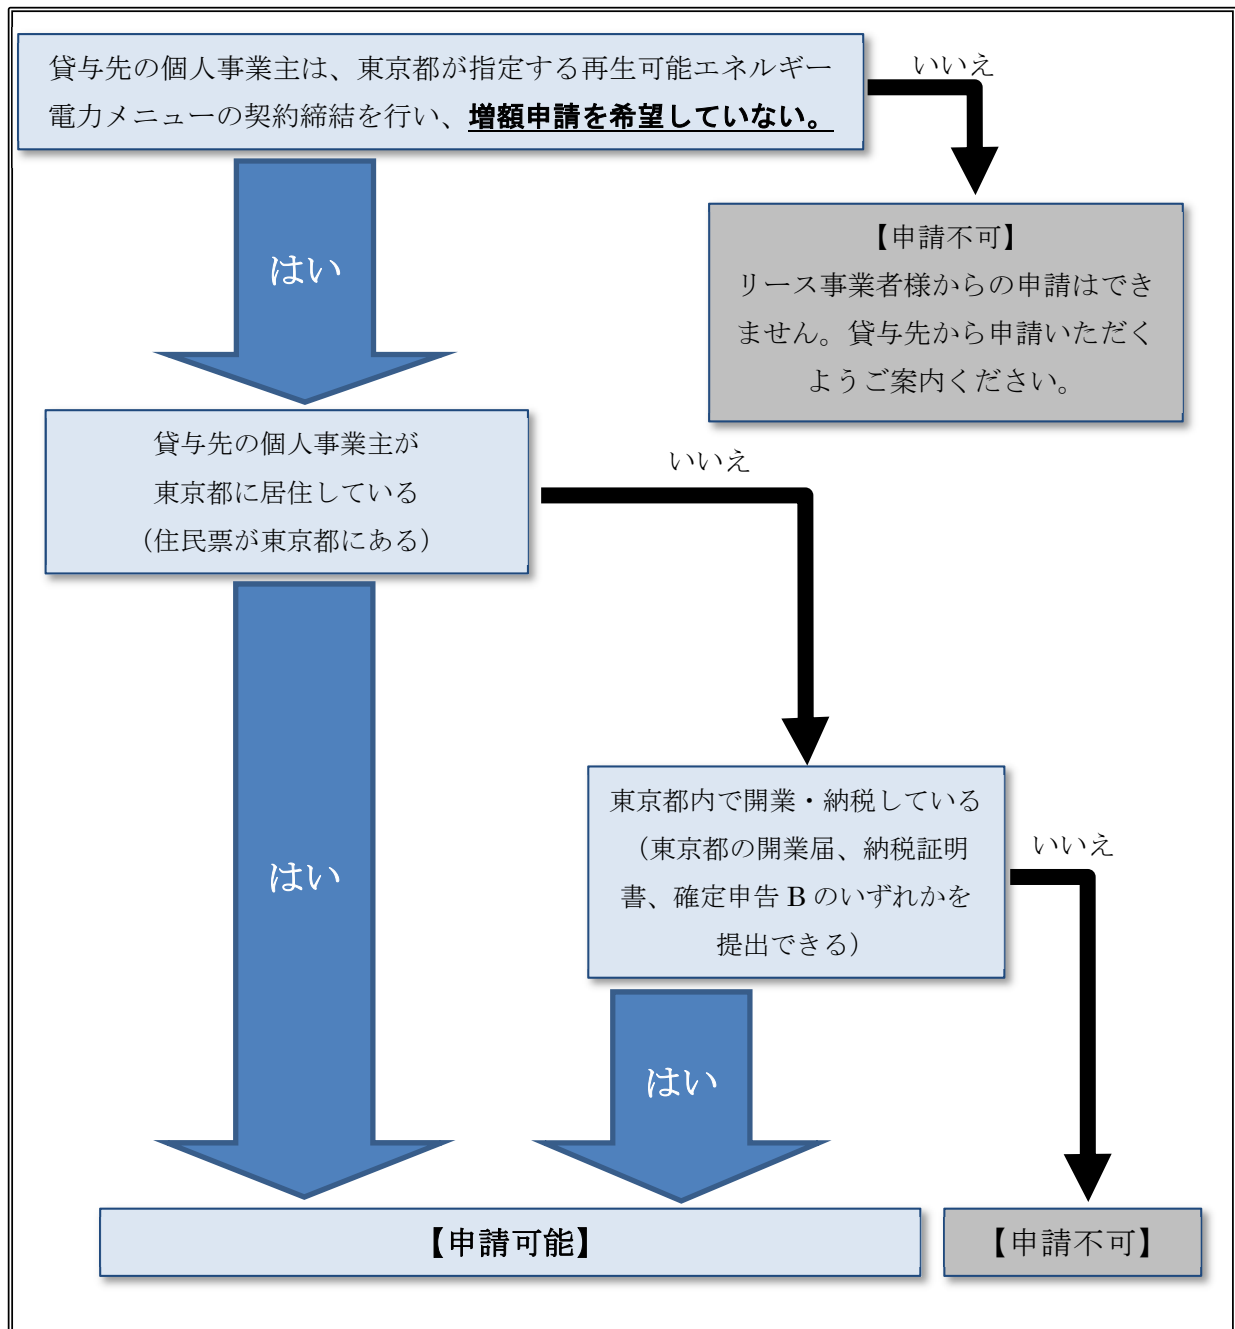 貸与先の個人事業主は、東京都が指定する再生可能エネルギー
電力メニューの契約締結を行い、増額申請を希望していない。
いいえ
はい
【申請不可】
リース事業者様からの申請はでき
ません。貸与先から申請いただく
ようご案内ください。
貸与先の個人事業主が
東京都に居住している
（住民票が東京都にある）
いいえ
はい
東京都内で開業・納税している
（東京都の開業届、納税証明
書、確定申告 B のいずれかを
提出できる）
いいえ
はい
【申請可能】
【申請不可】